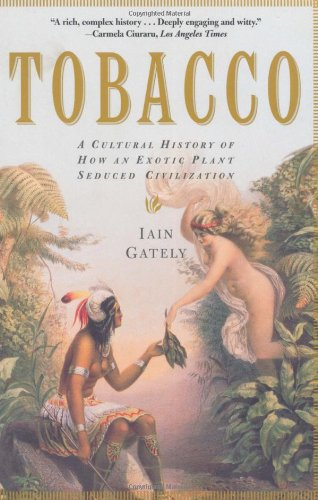 "A rich, complex history . . . Deeply engaging and witty."
—Carmela Ciuraru, Los Angeles Times
TOBACCO
A Cultural History of
How an Exotic Plant
Seduced Civilization
Iain
Gately